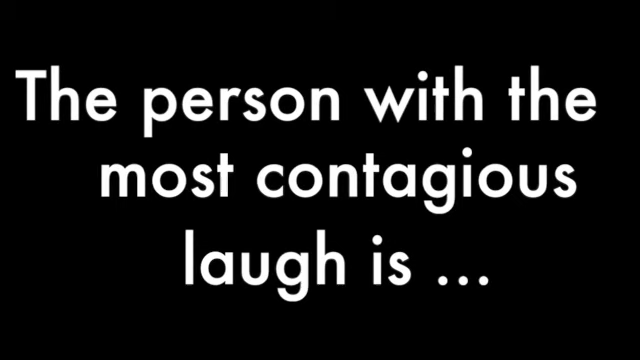 The person with the
most contagious
laugh is ...